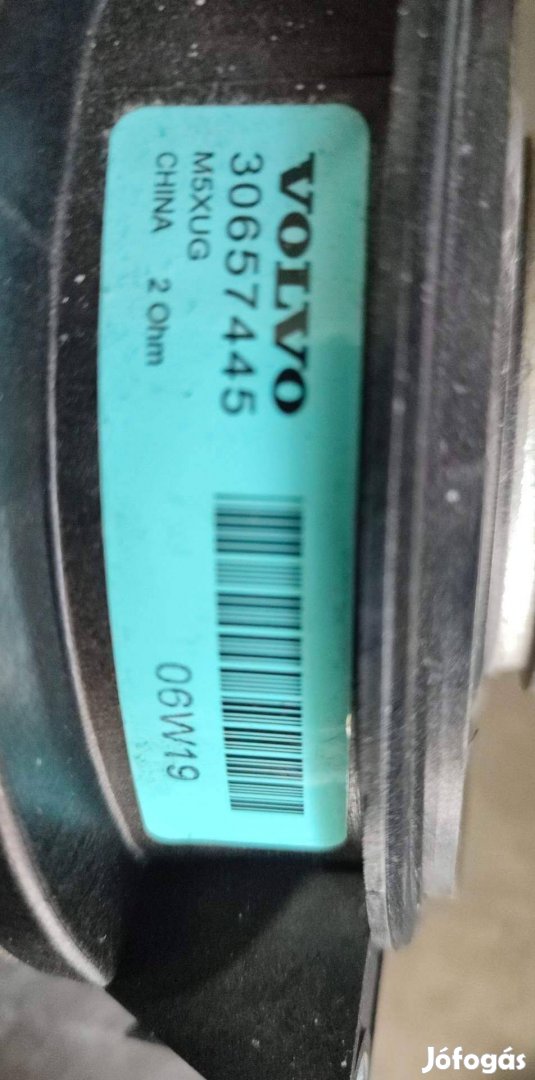 VOLVO
30657445
M5XUG
CHINA 2 Ohm
06W19
Jófogás